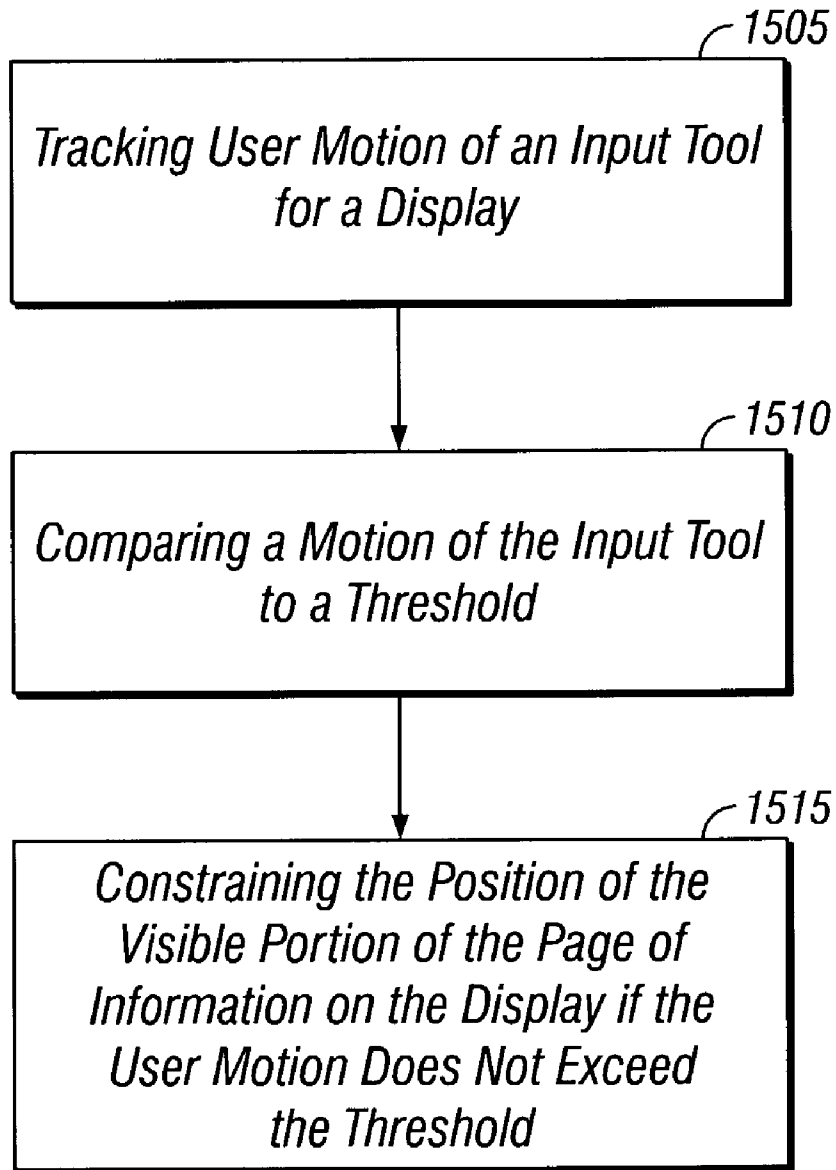 1505
Tracking User Motion of an Input Tool
for a Display
1510
Comparing a Motion of the Input Tool
to a Threshold
1515
Constraining the Position of the
Visible Portion of the Page of
Information on the Display if the
User Motion Does Not Exceed
the Threshold